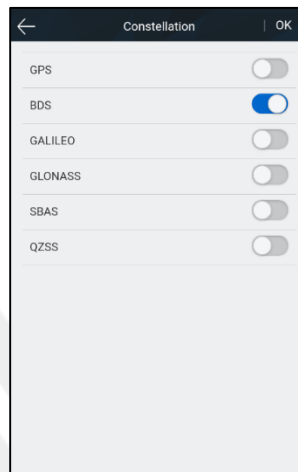 Constellation | OK
GPS
BDS
GALILEO
GLONASS
SBAS
QZSS